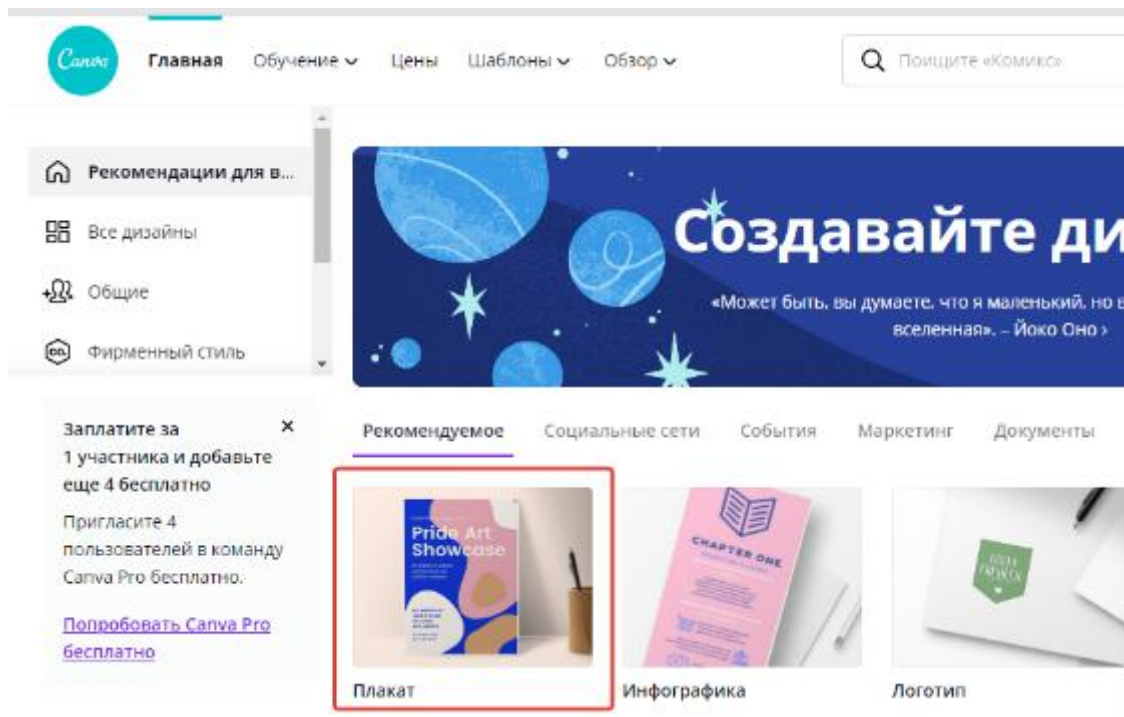 Canva
Главная
Обучение
Цены
Шаблоны
Обзор
Поищите «Комикс»
Рекомендации для в...
Все дизайны
Общие
CO.
Фирменный стиль
Создавайте ди
«Может быть, вы думаете, что я маленький, но в
вселенная». – Йоко Оно ›
Заплатите за
1 участника и добавьте
еще 4 бесплатно
Пригласите 4
пользователей в команду
Canva Pro бесплатно.
Попробовать Canva Pro
бесплатно
Рекомендуемое
Социальные сети
События
Маркетинг
Документы
Pride Art
Showcase
CHAPTER ONE
Плакат
Инфографика
Логотип